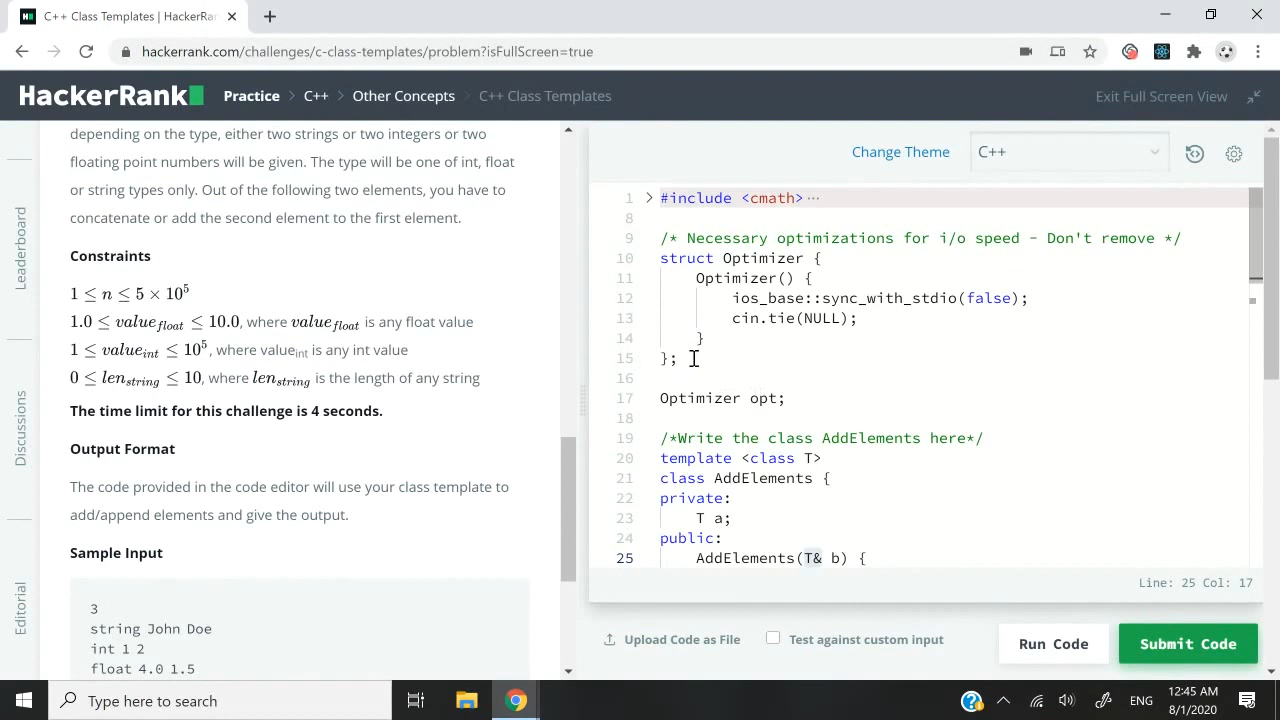 C++ Class Templates | HackerRan
hackerrank.com/challenges/c-class-templates/problem?isFullScreen=true
HackerRank
Practice > C++ > Other Concepts > C++ Class Templates
Exit Full Screen View
Leaderboard
Discussions
Editorial
depending on the type, either two strings or two integers or two
floating point numbers will be given. The type will be one of int, float
or string types only. Out of the following two elements, you have to
concatenate or add the second element to the first element.
Constraints
1 ≤ n ≤ 5 × 10⁵
1.0 ≤ value_float ≤ 10.0, where value_float is any float value
1 ≤ value_int ≤ 10⁵, where value_int is any int value
0 ≤ len_string ≤ 10, where len_string is the length of any string
The time limit for this challenge is 4 seconds.
Output Format
The code provided in the code editor will use your class template to
add/append elements and give the output.
Sample Input
3
string John Doe
int 1 2
float 4.0 1.5
Change Theme
C++
1 > #include <cmath>···
8
9 /* Necessary optimizations for i/o speed - Don't remove */
10 struct Optimizer {
11 Optimizer() {
12 ios_base::sync_with_stdio(false);
13 cin.tie(NULL);
14 }
15 };
16
17 Optimizer opt;
18
19 /*Write the class AddElements here*/
20 template <class T>
21 class AddElements {
22 private:
23 T a;
24 public:
25 AddElements(T& b) {
Line: 25 Col: 17
Upload Code as File
Test against custom input
Run Code
Submit Code
Type here to search
ENG
12:45 AM
8/1/2020